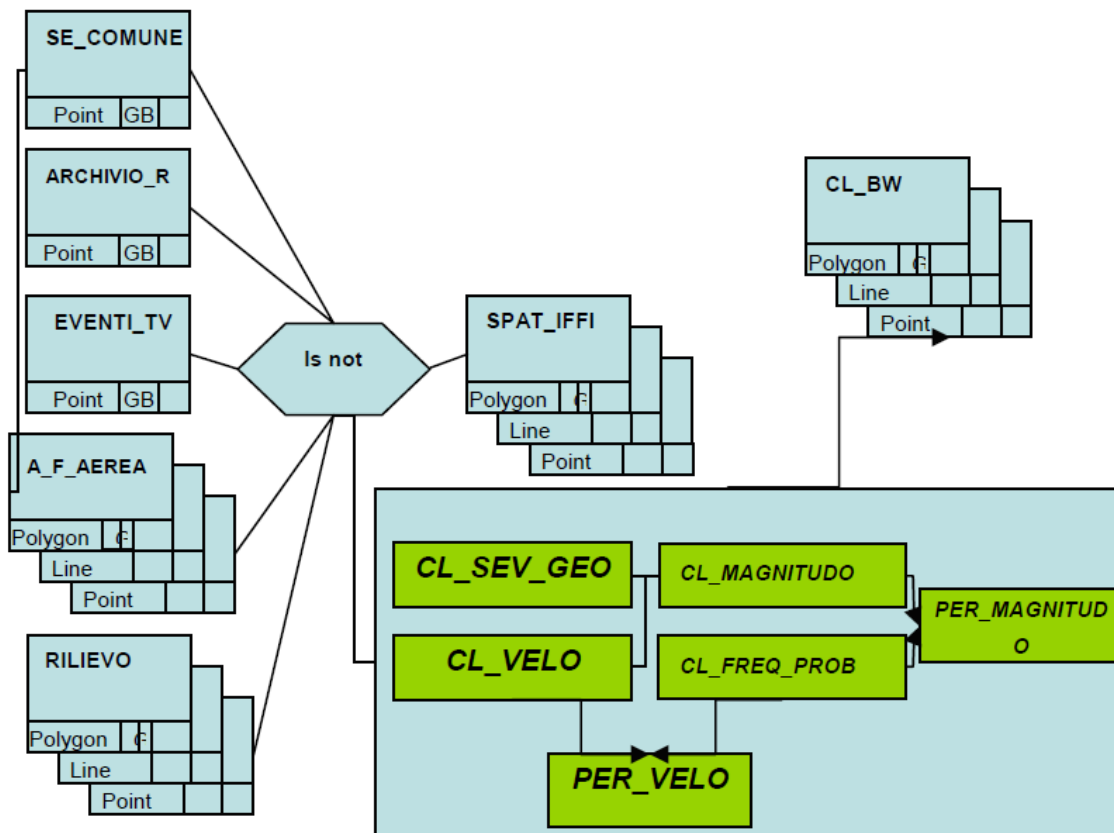 SE_COMUNE
Point GB
ARCHIVIO_R
Point GB
EVENTI_TV
Point GB
A_F_AEREA
Polygon
Line
Point
RILIEVO
Polygon
Line
Point
Is not
SPAT_IFFI
Polygon
Line
Point
CL_BW
Polygon
Line
Point
CL_SEV_GEO
CL_MAGNITUDO
CL_VELO
CL_FREQ_PROB
PER_MAGNITUD
O
PER_VELO